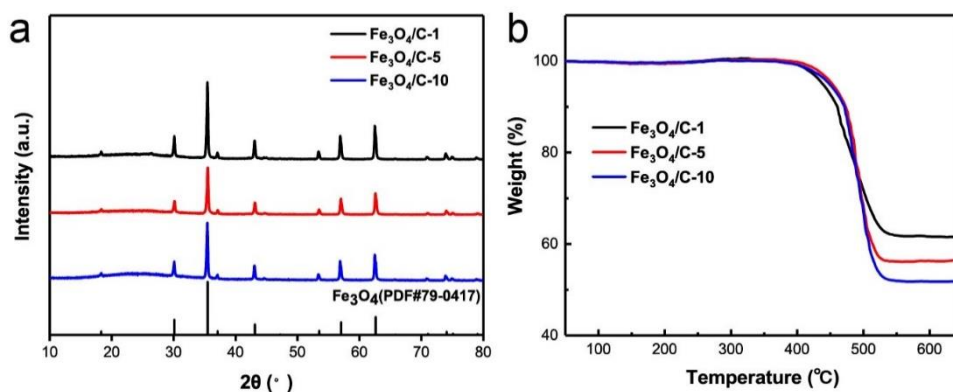 a
Fe₃O₄/C-1
Fe₃O₄/C-5
Fe₃O₄/C-10
Intensity (a.u.)
Fe₃O₄(PDF#79-0417)
10 20 30 40 50 60 70 80
2θ (°)
b
100
80
60
40
Weight (%)
Fe₃O₄/C-1
Fe₃O₄/C-5
Fe₃O₄/C-10
100 200 300 400 500 600
Temperature (℃)